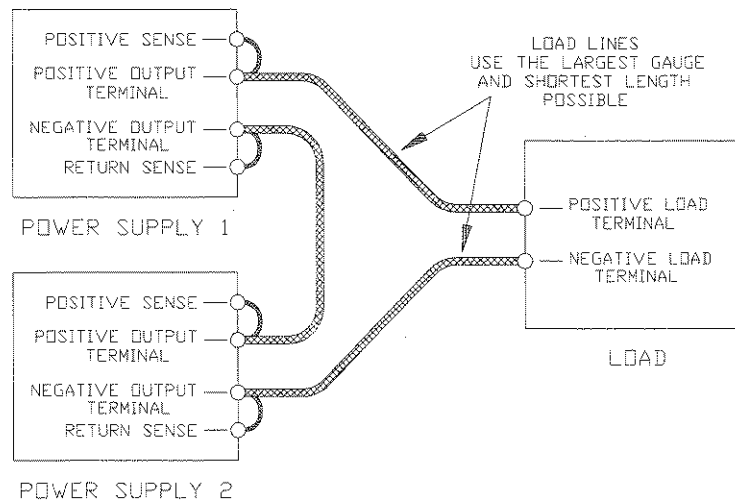 POSITIVE SENSE
POSITIVE OUTPUT
TERMINAL
NEGATIVE OUTPUT
TERMINAL
RETURN SENSE
POWER SUPPLY 1
LOAD LINES
USE THE LARGEST GAUGE
AND SHORTEST LENGTH
POSSIBLE
POSITIVE LOAD
TERMINAL
NEGATIVE LOAD
TERMINAL
LOAD
POSITIVE SENSE
POSITIVE OUTPUT
TERMINAL
NEGATIVE OUTPUT
TERMINAL
RETURN SENSE
POWER SUPPLY 2